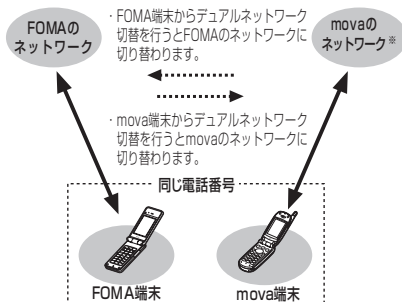 FOMAの
ネットワーク
・FOMA端末からデュアルネットワーク
切替を行うとFOMAのネットワークに
切り替わります。
movaの
ネットワーク※
・mova端末からデュアルネットワーク
切替を行うとmovaのネットワークに
切り替わります。
同じ電話番号
FOMA端末
mova端末